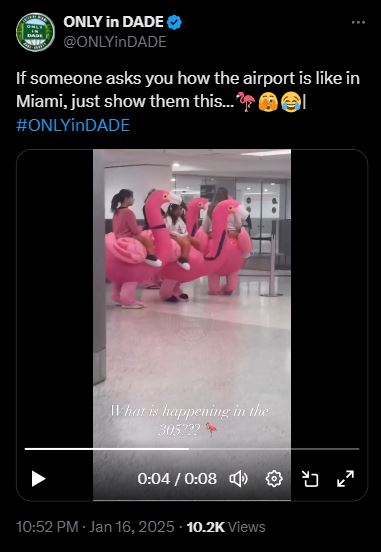 ONLY in DADE
@ONLYinDADE
If someone asks you how the airport is like in
Miami, just show them this...🦩🫣😂|
#ONLYinDADE
What is happening in the
305??? 🦩
0:04 / 0:08
10:52 PM · Jan 16, 2025 · 10.2K Views